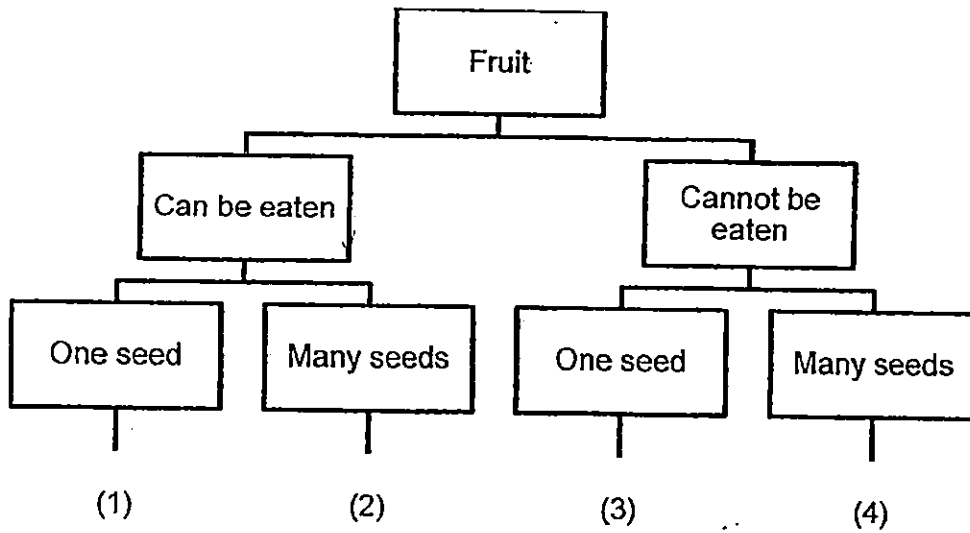 Fruit
Can be eaten
Cannot be
eaten
One seed
Many seeds
One seed
Many seeds
(1)
(2)
(3)
(4)